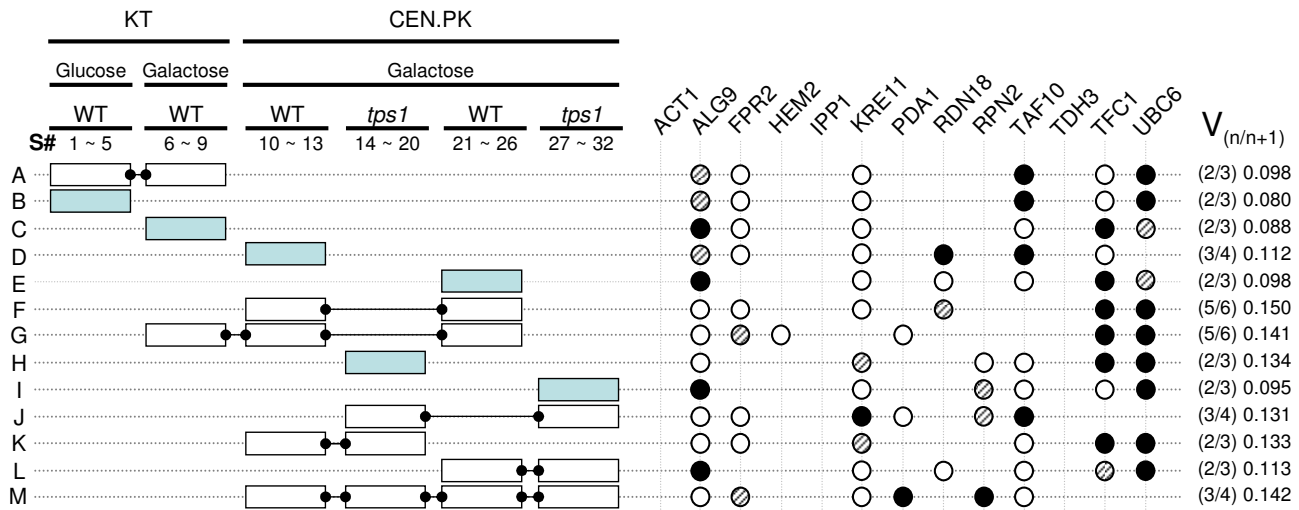 KT CEN.PK
Glucose Galactose Galactose
WT WT WT tps1 WT tps1
S# 1 ~ 5 6 ~ 9 10 ~ 13 14 ~ 20 21 ~ 26 27 ~ 32
ACT1 ALG9 FPR2 HEM2 IPP1 KRE11 PDA1 RDN18 RPN2 TAF10 TDH3 TFC1 UBC6
V(n/n+1)
A (2/3) 0.098
B (2/3) 0.080
C (2/3) 0.088
D (3/4) 0.112
E (2/3) 0.098
F (5/6) 0.150
G (5/6) 0.141
H (2/3) 0.134
I (2/3) 0.095
J (3/4) 0.131
K (2/3) 0.133
L (2/3) 0.113
M (3/4) 0.142